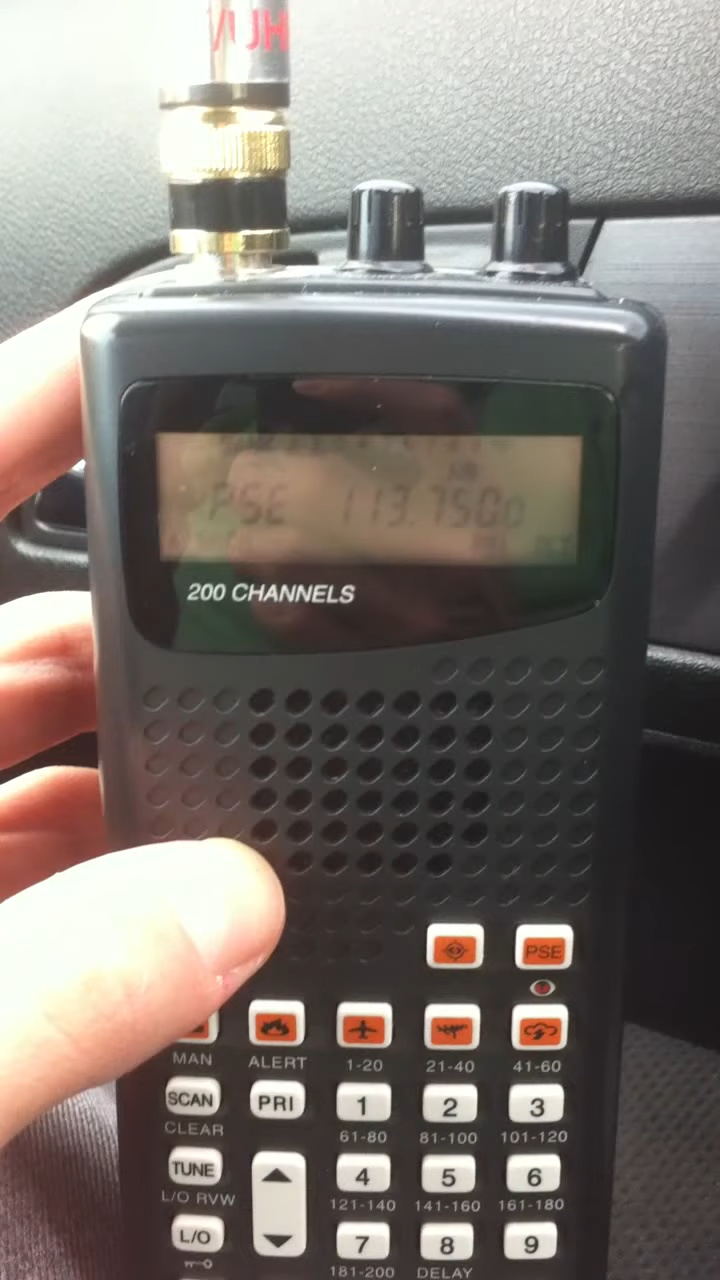 PSE 113.7500
200 CHANNELS
PSE
MAN ALERT 1-20 21-40 41-60
SCAN PRI 1 2 3
CLEAR 61-80 81-100 101-120
TUNE 4 5 6
L/O RVW 121-140 141-160 161-180
L/O 7 8 9
181-200 DELAY